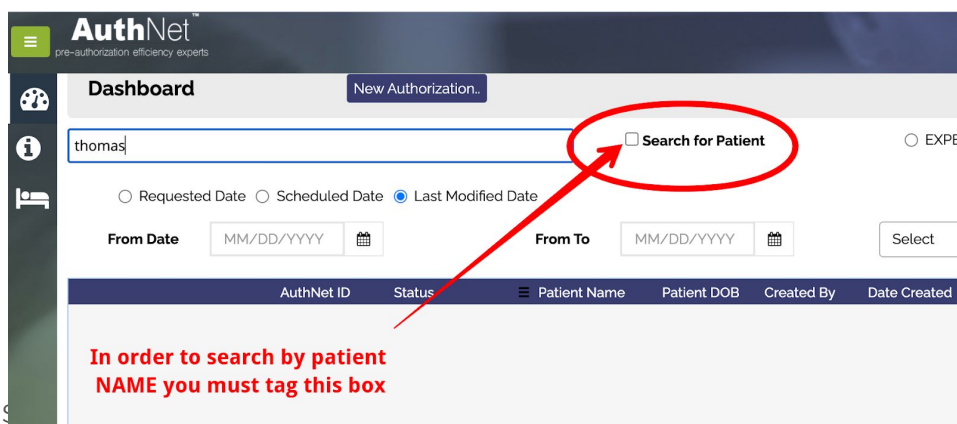 AuthNet™
pre-authorization efficiency experts
Dashboard
New Authorization..
thomas
Search for Patient
EXPE
Requested Date
Scheduled Date
Last Modified Date
From Date
MM/DD/YYYY
From To
MM/DD/YYYY
Select
AuthNet ID
Status
Patient Name
Patient DOB
Created By
Date Created
In order to search by patient
NAME you must tag this box